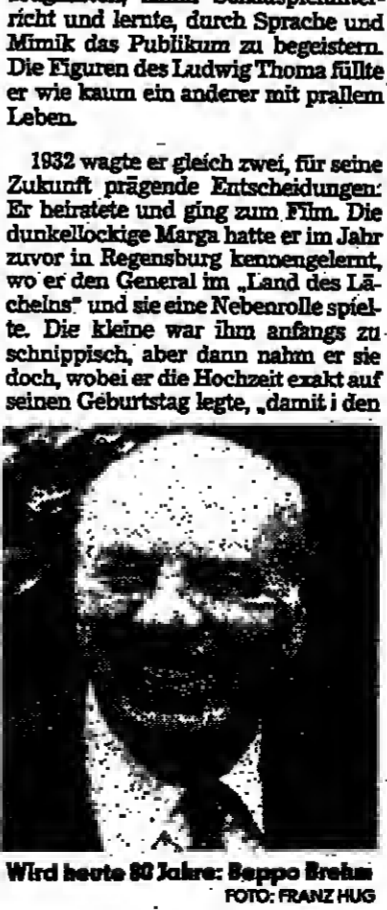 richt und lernte, durch Sprache und
Mimik das Publikum zu begeistern.
Die Figuren des Ludwig Thoma füllte
er wie kaum ein anderer mit prallem
Leben.
1932 wagte er gleich zwei, für seine
Zukunft prägende Entscheidungen:
Er heiratete und ging zum Film. Die
dunkellockige Marga hatte er im Jahr
zuvor in Regensburg kennengelernt,
wo er den General im „Land des Lä-
chelns“ und sie eine Nebenrolle spiel-
te. Die kleine war ihm anfangs zu
schnippisch, aber dann nahm er sie
doch, wobei er die Hochzeit exakt auf
seinen Geburtstag legte, „damit i den
Wird heute 80 Jahre: Beppo Brehm
FOTO: FRANZ HUG